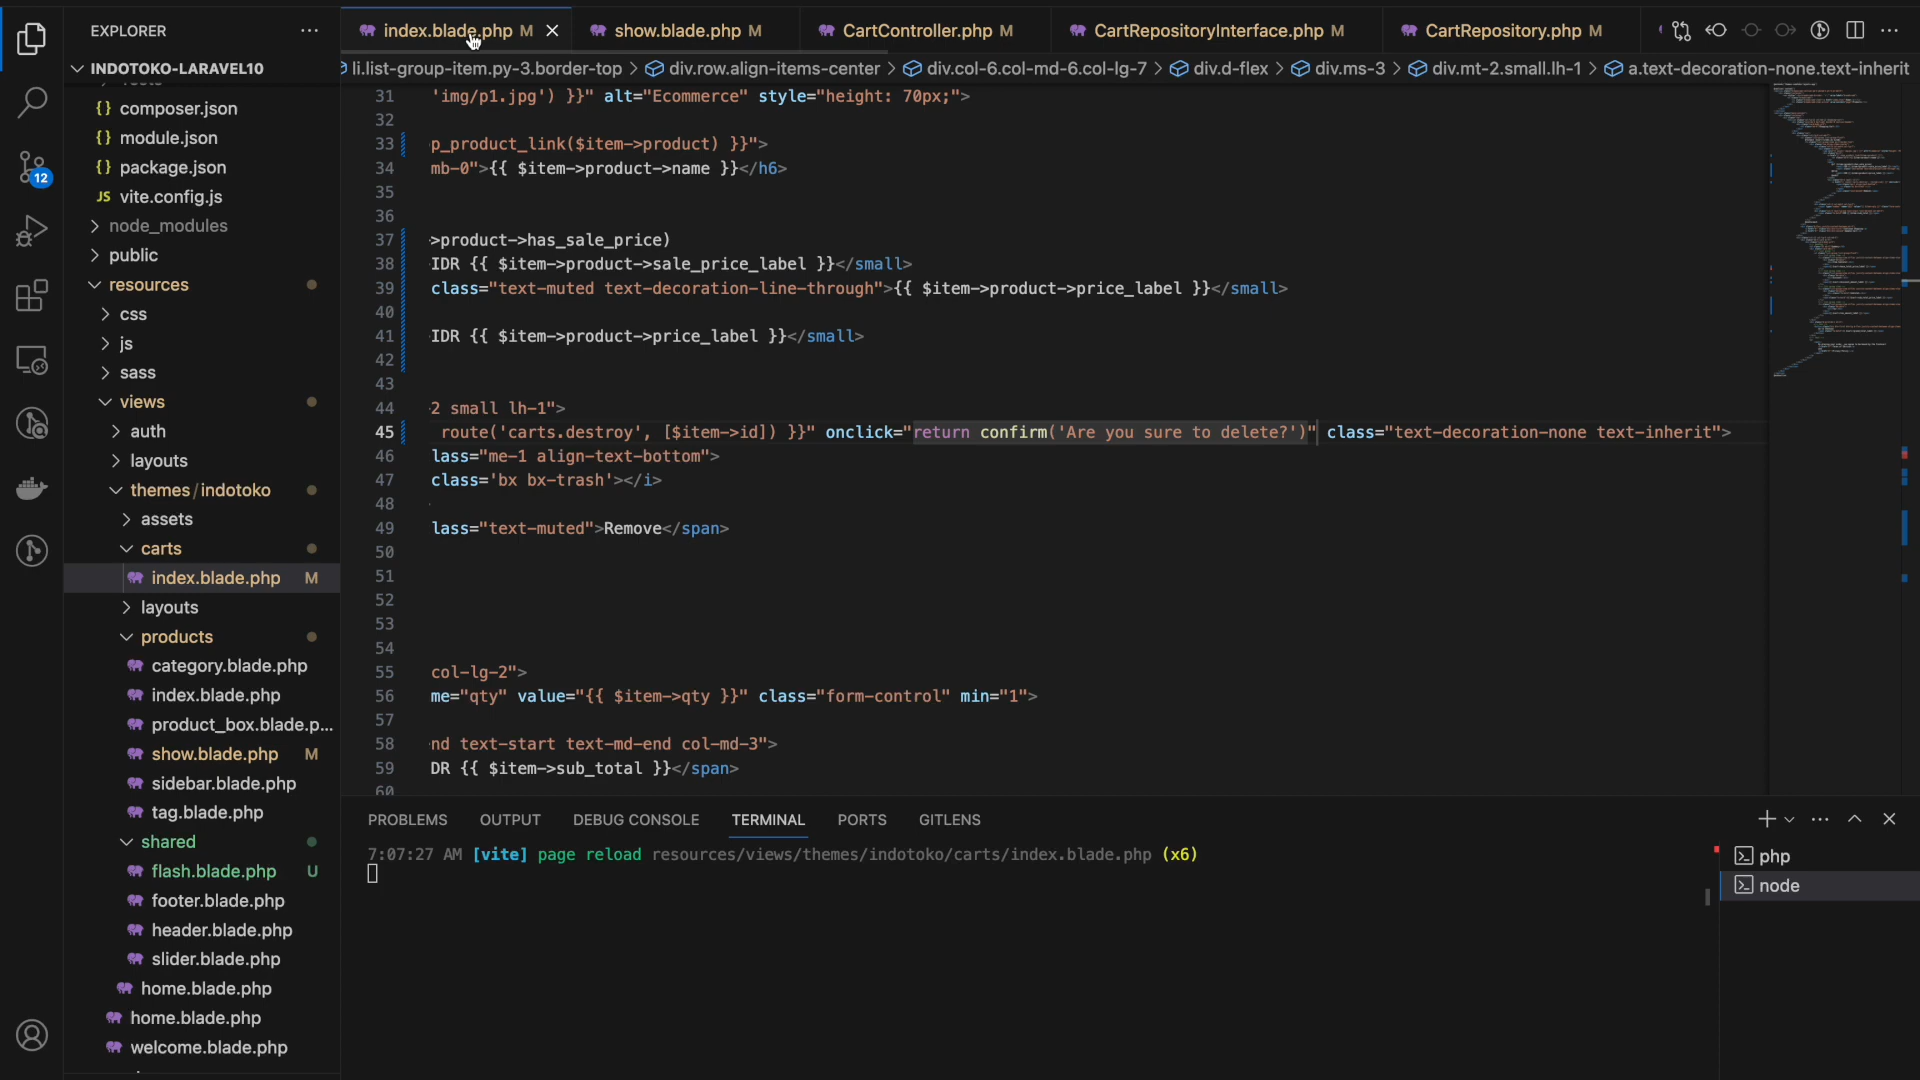 EXPLORER
INDOTOKO-LARAVEL10
composer.json
module.json
package.json
JS vite.config.js
node_modules
public
resources
css
js
sass
views
auth
layouts
themes/indotoko
assets
carts
index.blade.php M
layouts
products
category.blade.php
index.blade.php
product_box.blade.p...
show.blade.php M
sidebar.blade.php
tag.blade.php
shared
flash.blade.php U
footer.blade.php
header.blade.php
slider.blade.php
home.blade.php
home.blade.php
welcome.blade.php
12
index.blade.php M
show.blade.php M
CartController.php M
CartRepositoryInterface.php M
CartRepository.php M
li.list-group-item.py-3.border-top > div.row.align-items-center > div.col-6.col-md-6.col-lg-7 > div.d-flex > div.ms-3 > div.mt-2.small.lh-1 > a.text-decoration-none.text-inherit
31 'img/p1.jpg') }}" alt="Ecommerce" style="height: 70px;">
32
33 p_product_link($item->product) }}">
34 mb-0">{{ $item->product->name }}</h6>
35
36
37 >product->has_sale_price)
38 IDR {{ $item->product->sale_price_label }}</small>
39 class="text-muted text-decoration-line-through">{{ $item->product->price_label }}</small>
40
41 IDR {{ $item->product->price_label }}</small>
42
43
44 2 small lh-1">
45 route('carts.destroy', [$item->id]) }}" onclick="return confirm('Are you sure to delete?')" class="text-decoration-none text-inherit">
46 lass="me-1 align-text-bottom">
47 class='bx bx-trash'></i>
48
49 lass="text-muted">Remove</span>
50
51
52
53
54
55 col-lg-2">
56 me="qty" value="{{ $item->qty }}" class="form-control" min="1">
57
58 nd text-start text-md-end col-md-3">
59 DR {{ $item->sub_total }}</span>
60
PROBLEMS OUTPUT DEBUG CONSOLE TERMINAL PORTS GITLENS
7:07:27 AM [vite] page reload resources/views/themes/indotoko/carts/index.blade.php (x6)
php
node